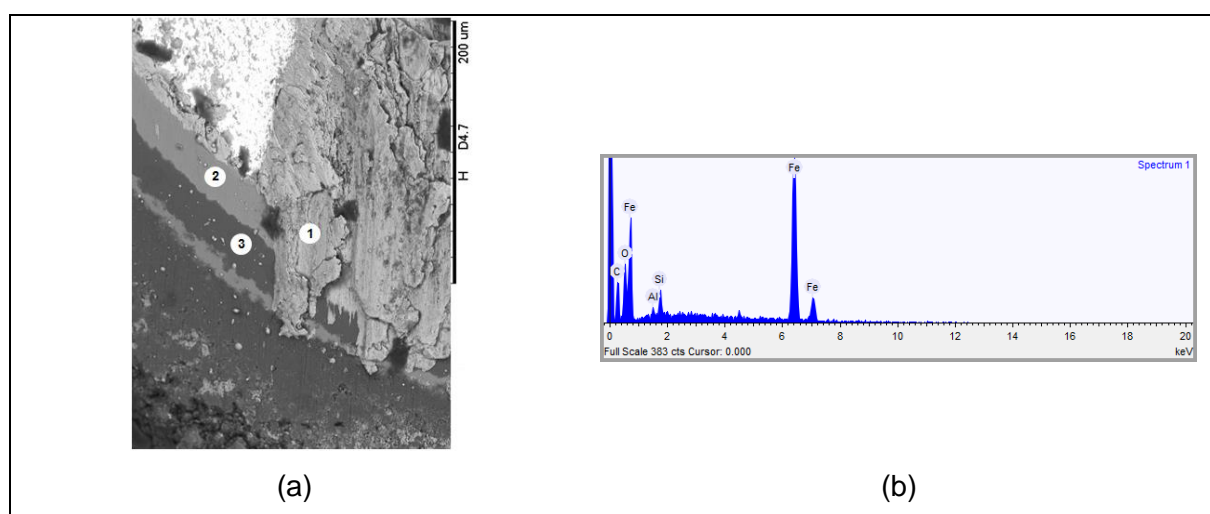 200 um
D4.7
H
2
3
1
Spectrum 1
Fe
Fe
O
C
Si
Al
Fe
0 2 4 6 8 10 12 14 16 18 20
Full Scale 383 cts Cursor: 0.000 keV
(a) (b)